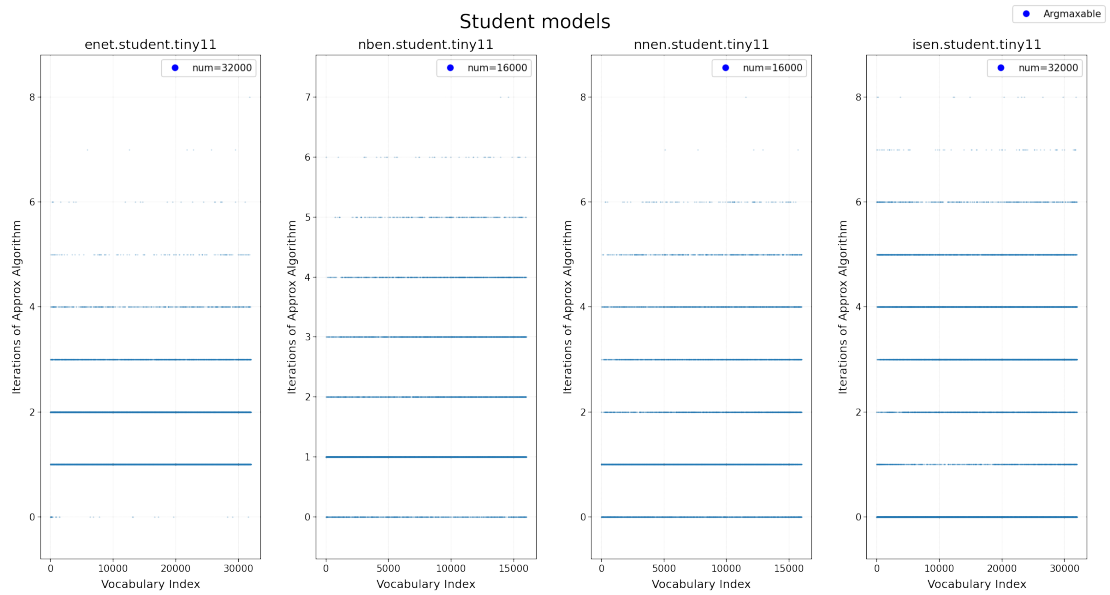 Student models
Argmaxable
enet.student.tiny11
num=32000
8
6
4
2
0
0 10000 20000 30000
Vocabulary Index
Iterations of Approx Algorithm
nben.student.tiny11
num=16000
7
6
5
4
3
2
1
0
0 5000 10000 15000
Vocabulary Index
Iterations of Approx Algorithm
nnen.student.tiny11
num=16000
8
6
4
2
0
0 5000 10000 15000
Vocabulary Index
Iterations of Approx Algorithm
isen.student.tiny11
num=32000
8
6
4
2
0
0 10000 20000 30000
Vocabulary Index
Iterations of Approx Algorithm